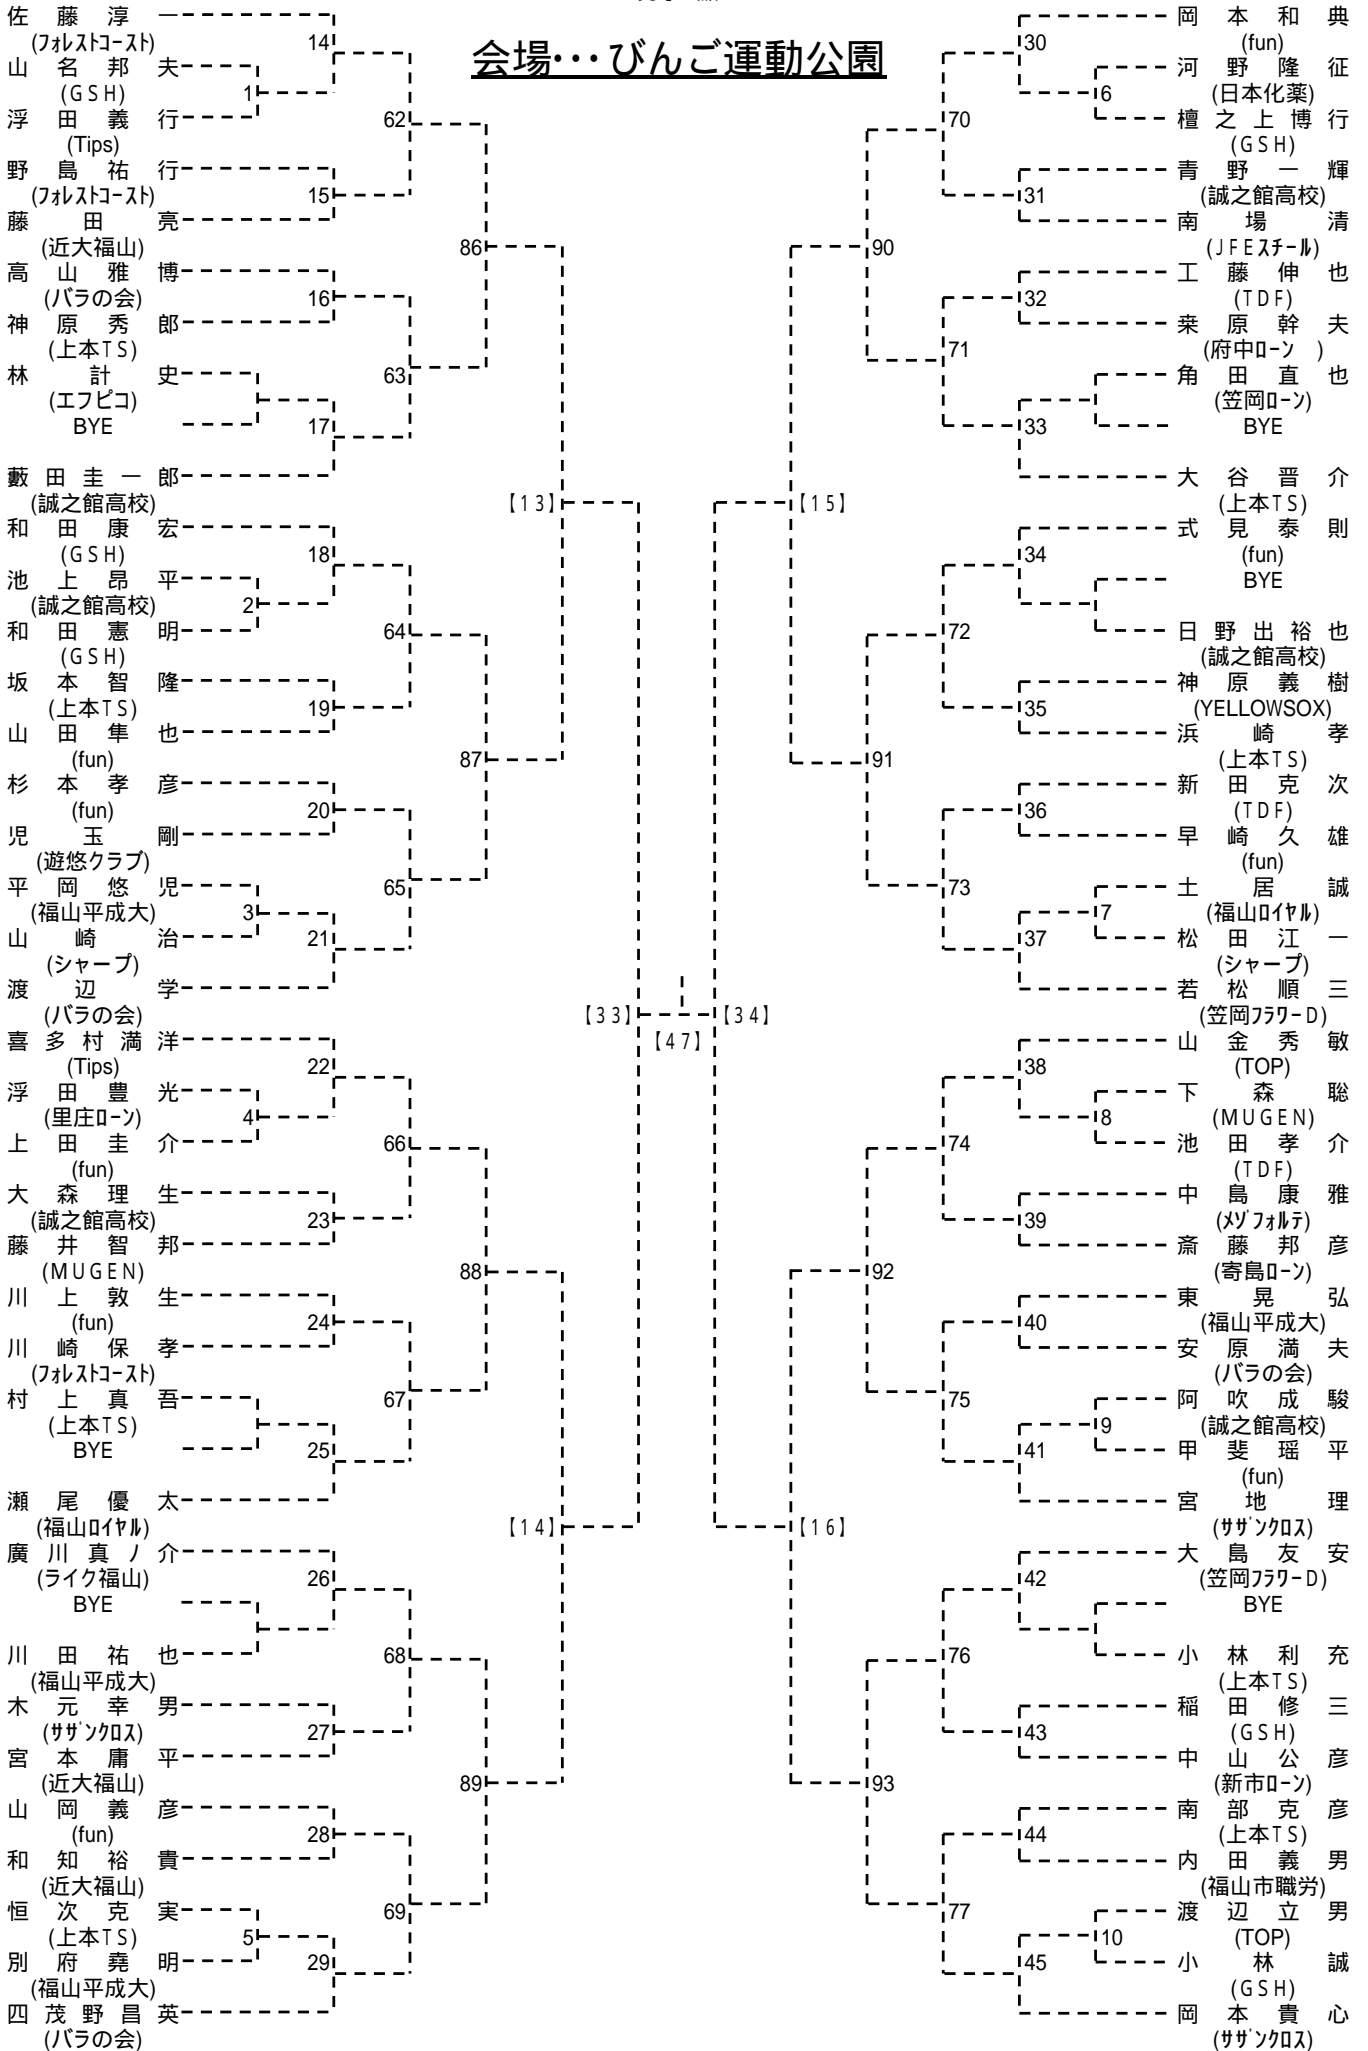 会場･･･びんご運動公園
佐藤淳一
(フォレストコースト)
14
山名邦夫
(GSH)
1
浮田義行
(Tips)
62
野島祐行
(フォレストコースト)
15
藤田亮
(近大福山)
86
高山雅博
(バラの会)
16
神原秀郎
(上本TS)
林計史
63
(エフピコ)
BYE
17
藪田圭一郎
(誠之館高校)
【13】
和田康宏
(GSH)
18
池上昂平
(誠之館高校)
2
和田憲明
64
(GSH)
坂本智隆
(上本TS)
19
山田隼也
(fun)
87
杉本孝彦
(fun)
20
児玉剛
(遊悠クラブ)
平岡悠児
65
(福山平成大)
3
山崎治
21
(シャープ)
渡辺学
(バラの会)
【33】
【47】
【34】
喜多村満洋
(Tips)
22
浮田豊光
(里庄ローン)
4
上田圭介
66
(fun)
大森理生
(誠之館高校)
23
藤井智邦
(MUGEN)
88
川上敦生
(fun)
24
川崎保孝
(フォレストコースト)
村上真吾
67
(上本TS)
BYE
25
瀬尾優太
(福山ロイヤル)
【14】
廣川真ノ介
(ライク福山)
26
BYE
川田祐也
68
(福山平成大)
木元幸男
(サザンクロス)
27
宮本庸平
(近大福山)
89
山岡義彦
(fun)
28
和知裕貴
(近大福山)
恒次克実
69
(上本TS)
5
別府堯明
29
(福山平成大)
四茂野昌英
(バラの会)
岡本和典
30
(fun)
河野隆征
6
(日本化薬)
檀之上博行
70
(GSH)
青野一輝
31
(誠之館高校)
南場清
(JFEスチール)
90
工藤伸也
32
(TDF)
桒原幹夫
71
(府中ローン )
角田直也
(笠岡ローン)
33
BYE
大谷晋介
(上本TS)
【15】
式見泰則
34
(fun)
BYE
日野出裕也
72
(誠之館高校)
神原義樹
35
(YELLOWSOX)
浜崎孝
(上本TS)
91
新田克次
36
(TDF)
早崎久雄
(fun)
73
土居誠
7
(福山ロイヤル)
37
松田江一
(シャープ)
若松順三
(笠岡フラワーD)
山金秀敏
38
(TOP)
下森聡
8
(MUGEN)
池田孝介
74
(TDF)
中島康雅
39
(メゾフォルテ)
斎藤邦彦
(寄島ローン)
92
東晃弘
40
(福山平成大)
安原満夫
(バラの会)
75
阿吹成駿
9
(誠之館高校)
41
甲斐瑶平
(fun)
宮地理
(サザンクロス)
【16】
大島友安
42
(笠岡フラワーD)
BYE
小林利充
76
(上本TS)
稲田修三
43
(GSH)
中山公彦
(新市ローン)
93
南部克彦
44
(上本TS)
内田義男
(福山市職労)
77
渡辺立男
10
(TOP)
45
小林誠
(GSH)
岡本貴心
(サザンクロス)